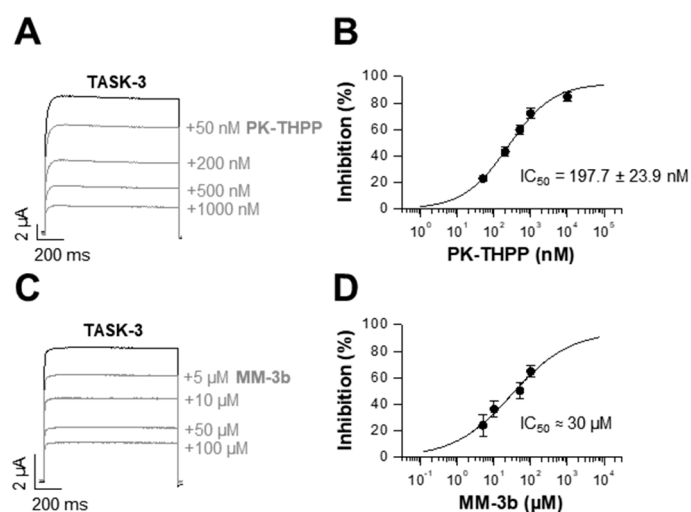 A
TASK-3
+50 nM PK-THPP
+200 nM
+500 nM
+1000 nM
2 µA
200 ms
B
Inhibition (%)
100
80
60
40
20
0
IC50 = 197.7 ± 23.9 nM
10^0 10^1 10^2 10^3 10^4 10^5
PK-THPP (nM)
C
TASK-3
+5 µM MM-3b
+10 µM
+50 µM
+100 µM
2 µA
200 ms
D
Inhibition (%)
100
80
60
40
20
0
IC50 ≈ 30 µM
10^-1 10^0 10^1 10^2 10^3 10^4
MM-3b (µM)